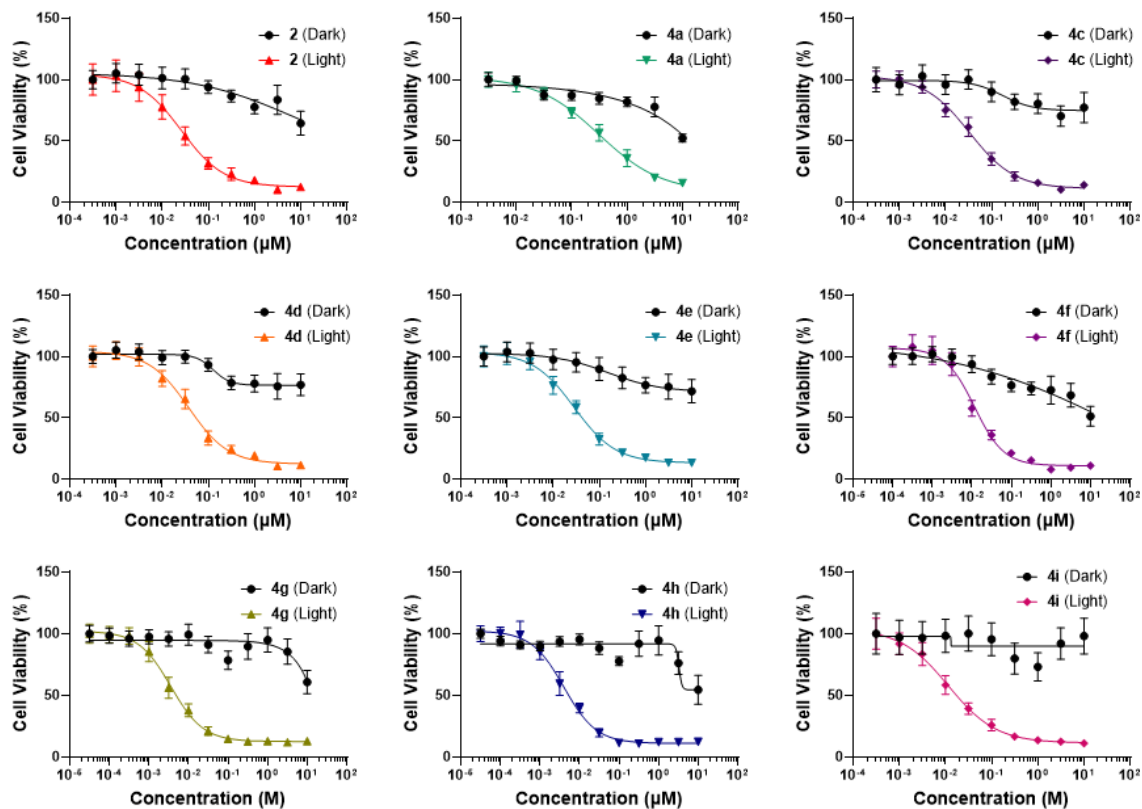 150
100
50
0
Cell Viability (%)
2 (Dark)
2 (Light)
10⁻⁴ 10⁻³ 10⁻² 10⁻¹ 10⁰ 10¹ 10²
Concentration (µM)
150
100
50
0
Cell Viability (%)
4a (Dark)
4a (Light)
10⁻³ 10⁻² 10⁻¹ 10⁰ 10¹ 10²
Concentration (µM)
150
100
50
0
Cell Viability (%)
4c (Dark)
4c (Light)
10⁻⁴ 10⁻³ 10⁻² 10⁻¹ 10⁰ 10¹ 10²
Concentration (µM)
150
100
50
0
Cell Viability (%)
4d (Dark)
4d (Light)
10⁻⁴ 10⁻³ 10⁻² 10⁻¹ 10⁰ 10¹ 10²
Concentration (µM)
150
100
50
0
Cell Viability (%)
4e (Dark)
4e (Light)
10⁻⁴ 10⁻³ 10⁻² 10⁻¹ 10⁰ 10¹ 10²
Concentration (µM)
150
100
50
0
Cell Viability (%)
4f (Dark)
4f (Light)
10⁻⁵ 10⁻⁴ 10⁻³ 10⁻² 10⁻¹ 10⁰ 10¹ 10²
Concentration (µM)
150
100
50
0
Cell Viability (%)
4g (Dark)
4g (Light)
10⁻⁵ 10⁻⁴ 10⁻³ 10⁻² 10⁻¹ 10⁰ 10¹ 10²
Concentration (M)
150
100
50
0
Cell Viability (%)
4h (Dark)
4h (Light)
10⁻⁵ 10⁻⁴ 10⁻³ 10⁻² 10⁻¹ 10⁰ 10¹ 10²
Concentration (µM)
150
100
50
0
Cell Viability (%)
4i (Dark)
4i (Light)
10⁻⁴ 10⁻³ 10⁻² 10⁻¹ 10⁰ 10¹ 10²
Concentration (µM)